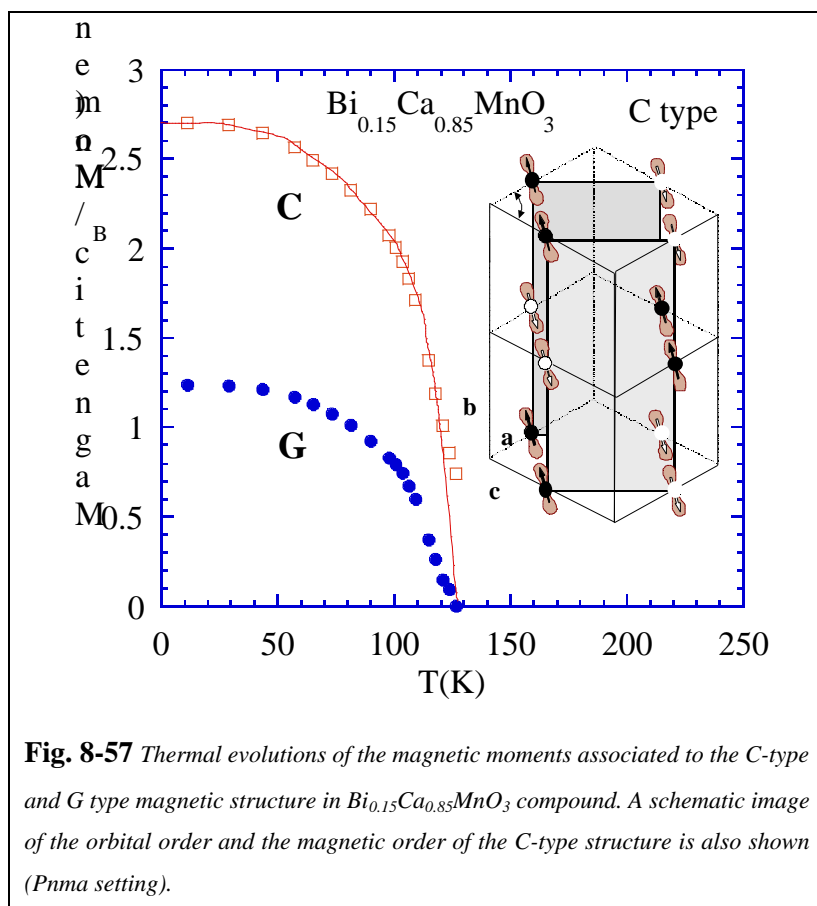 3
2.5
2
1.5
1
0.5
0
Bi0.15Ca0.85MnO3
C type
C
G
b
a
c
0 50 100 150 200 250
T(K)
Fig. 8-57 Thermal evolutions of the magnetic moments associated to the C-type
and G type magnetic structure in Bi0.15Ca0.85MnO3 compound. A schematic image
of the orbital order and the magnetic order of the C-type structure is also shown
(Pnma setting).